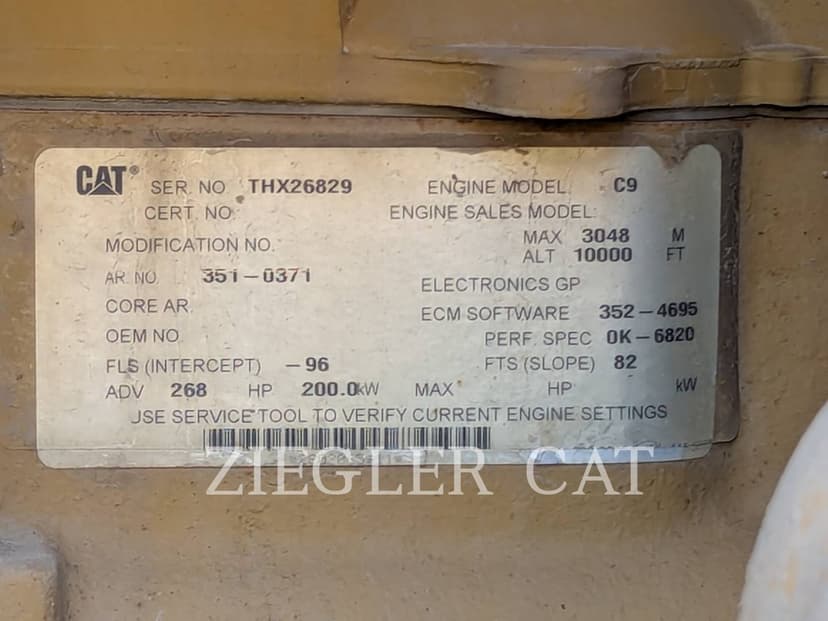 CAT® SER. NO THX26829 ENGINE MODEL C9
CERT. NO. ENGINE SALES MODEL:
MODIFICATION NO. MAX 3048 M
ALT 10000 FT
AR. NO. 351-0371 ELECTRONICS GP
CORE AR ECM SOFTWARE 352-4695
OEM NO PERF. SPEC 0K-6820
FLS (INTERCEPT) -96 FTS (SLOPE) 82
ADV 268 HP 200.0 kW MAX HP kW
USE SERVICE TOOL TO VERIFY CURRENT ENGINE SETTINGS
ZIEGLER CAT